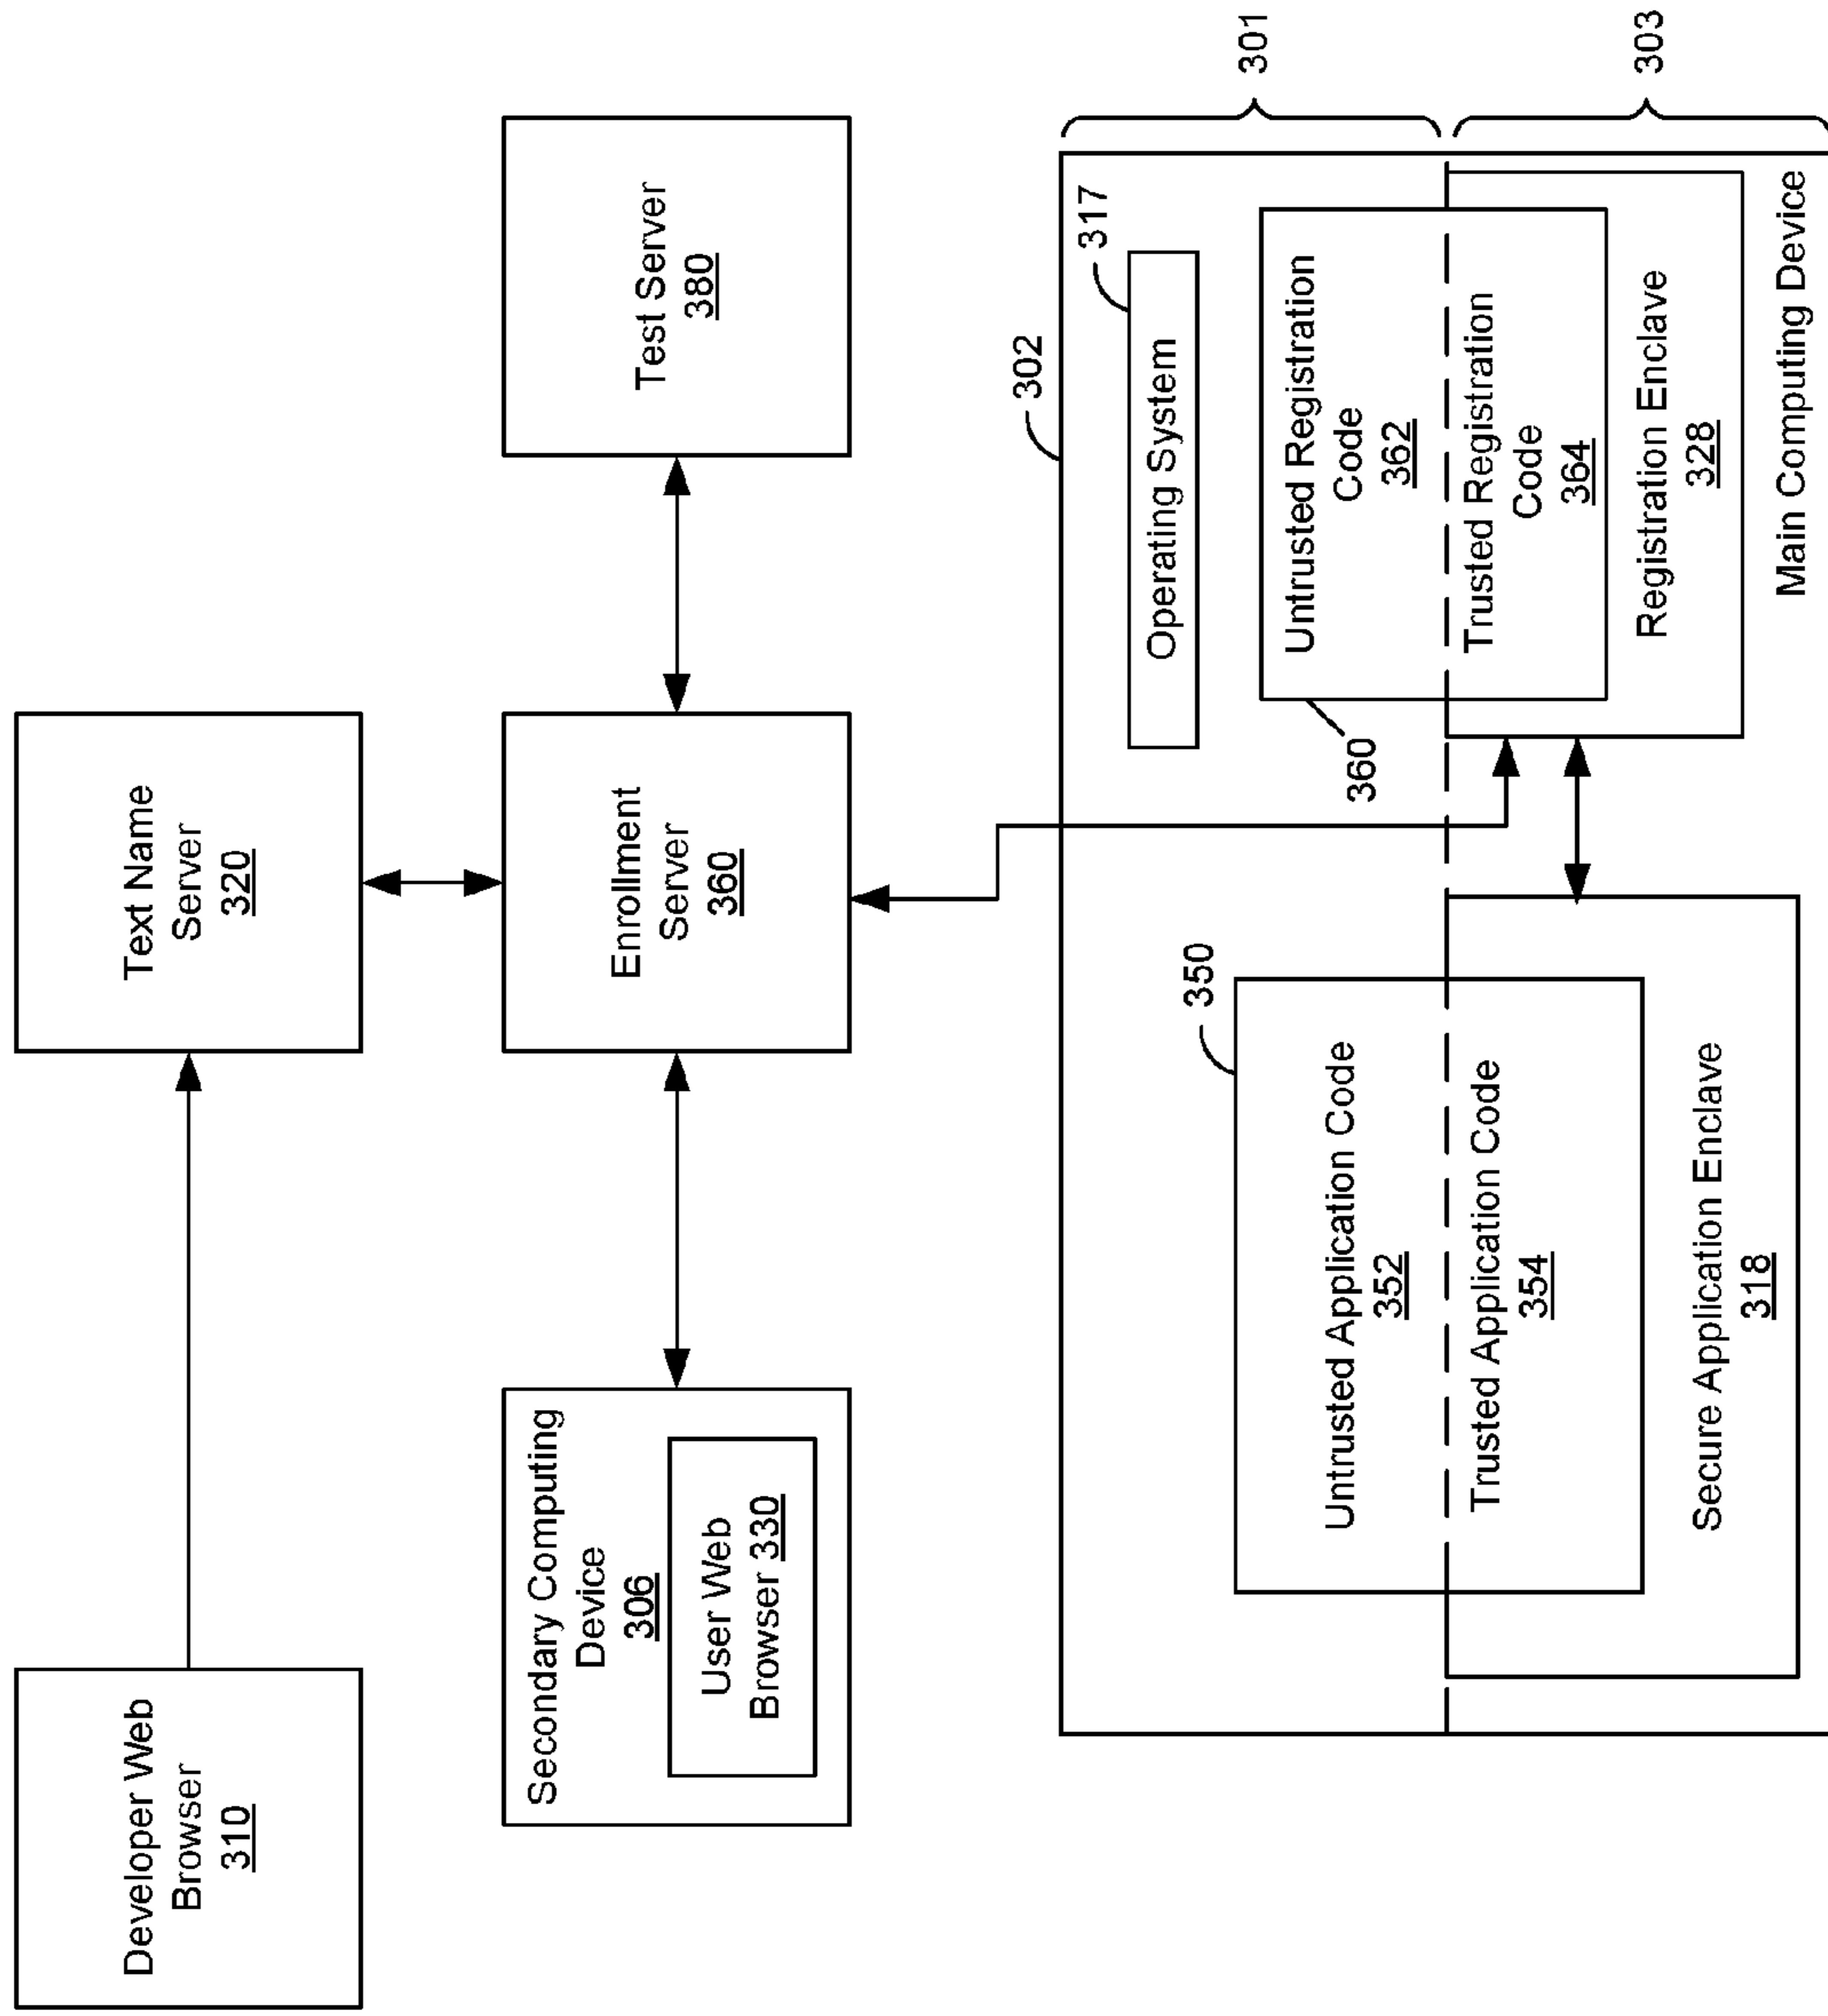 Developer Web
Browser
310
Text Name
Server
320
Secondary Computing
Device
306
User Web
Browser 330
Enrollment
Server
360
Test Server
380
302
Operating System
317
301
350
Untrusted Application Code
352
Trusted Application Code
354
Secure Application Enclave
318
360
Untrusted Registration
Code
362
Trusted Registration
Code
364
Registration Enclave
328
303
Main Computing Device